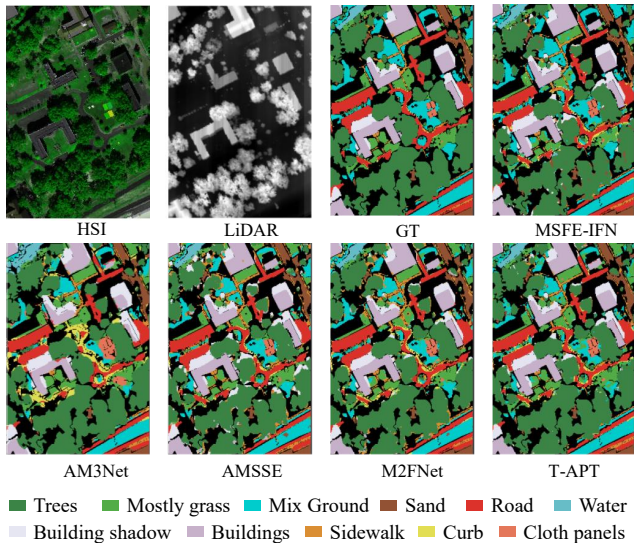 HSI LiDAR GT MSFE-IFN
AM3Net AMSSE M2FNet T-APT
Trees Mostly grass Mix Ground Sand Road Water
Building shadow Buildings Sidewalk Curb Cloth panels